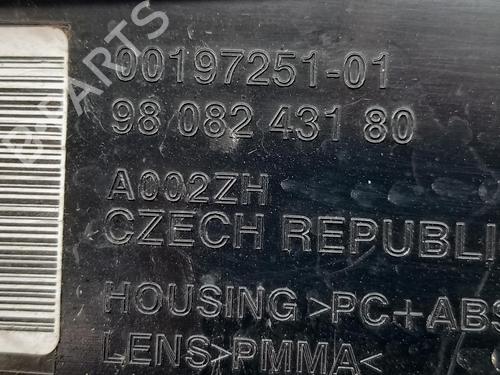 00197251-01
98 082 431 80
A002ZH
CZECH REPUBLI
HOUSING >PC+ABS
LENS >PMMA<